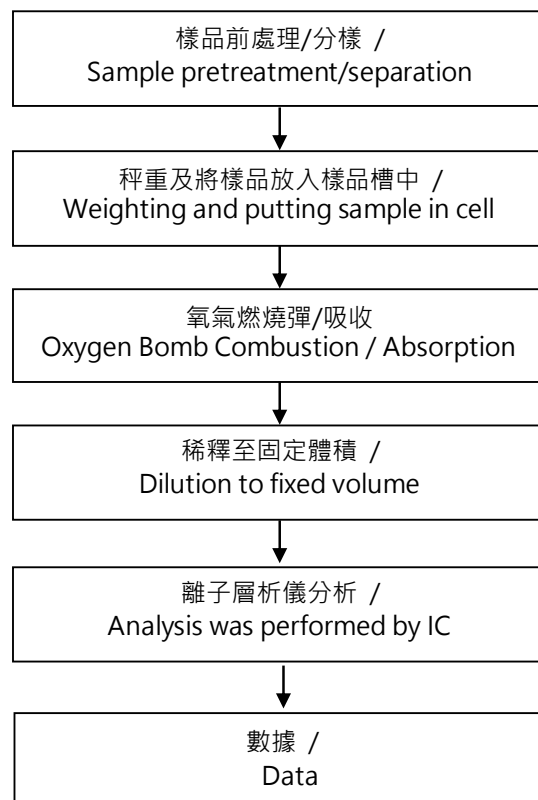 樣品前處理/分樣 /
Sample pretreatment/separation
秤重及將樣品放入樣品槽中 /
Weighting and putting sample in cell
氧氣燃燒彈/吸收
Oxygen Bomb Combustion / Absorption
稀釋至固定體積 /
Dilution to fixed volume
離子層析儀分析 /
Analysis was performed by IC
數據 /
Data